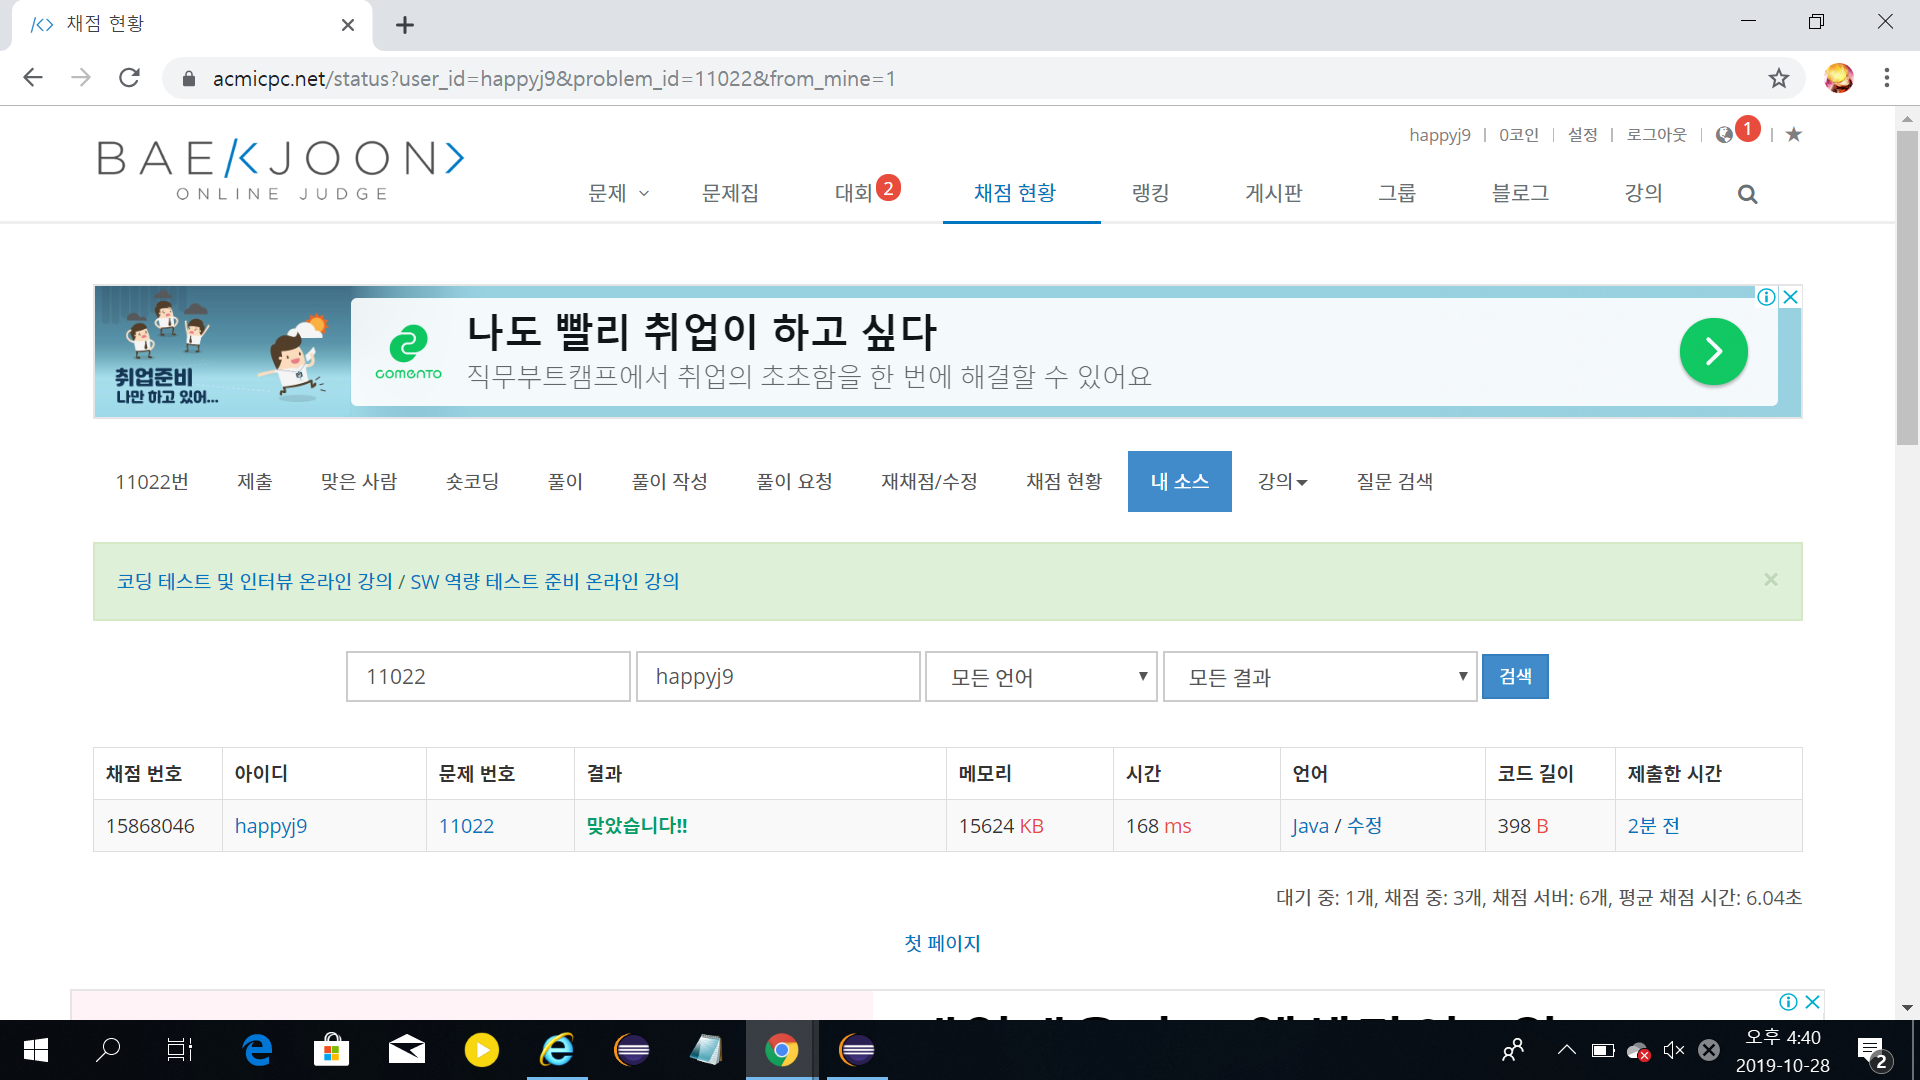 채점 현황
acmicpc.net/status?user_id=happyj9&problem_id=11022&from_mine=1
happyj9 | 0코인 | 설정 | 로그아웃 | 1 |
BAE/<JOON>
ONLINE JUDGE
문제 문제집 대회 2 채점 현황 랭킹 게시판 그룹 블로그 강의
취업준비
나만 하고 있어...
comento
나도 빨리 취업이 하고 싶다
직무부트캠프에서 취업의 초초함을 한 번에 해결할 수 있어요
11022번 제출 맞은 사람 숏코딩 풀이 풀이 작성 풀이 요청 재채점/수정 채점 현황 내 소스 강의 질문 검색
코딩 테스트 및 인터뷰 온라인 강의 / SW 역량 테스트 준비 온라인 강의
11022 happyj9 모든 언어 모든 결과 검색
채점 번호 아이디 문제 번호 결과 메모리 시간 언어 코드 길이 제출한 시간
15868046 happyj9 11022 맞았습니다!! 15624 KB 168 ms Java / 수정 398 B 2분 전
대기 중: 1개, 채점 중: 3개, 채점 서버: 6개, 평균 채점 시간: 6.04초
첫 페이지
오후 4:40
2019-10-28
2